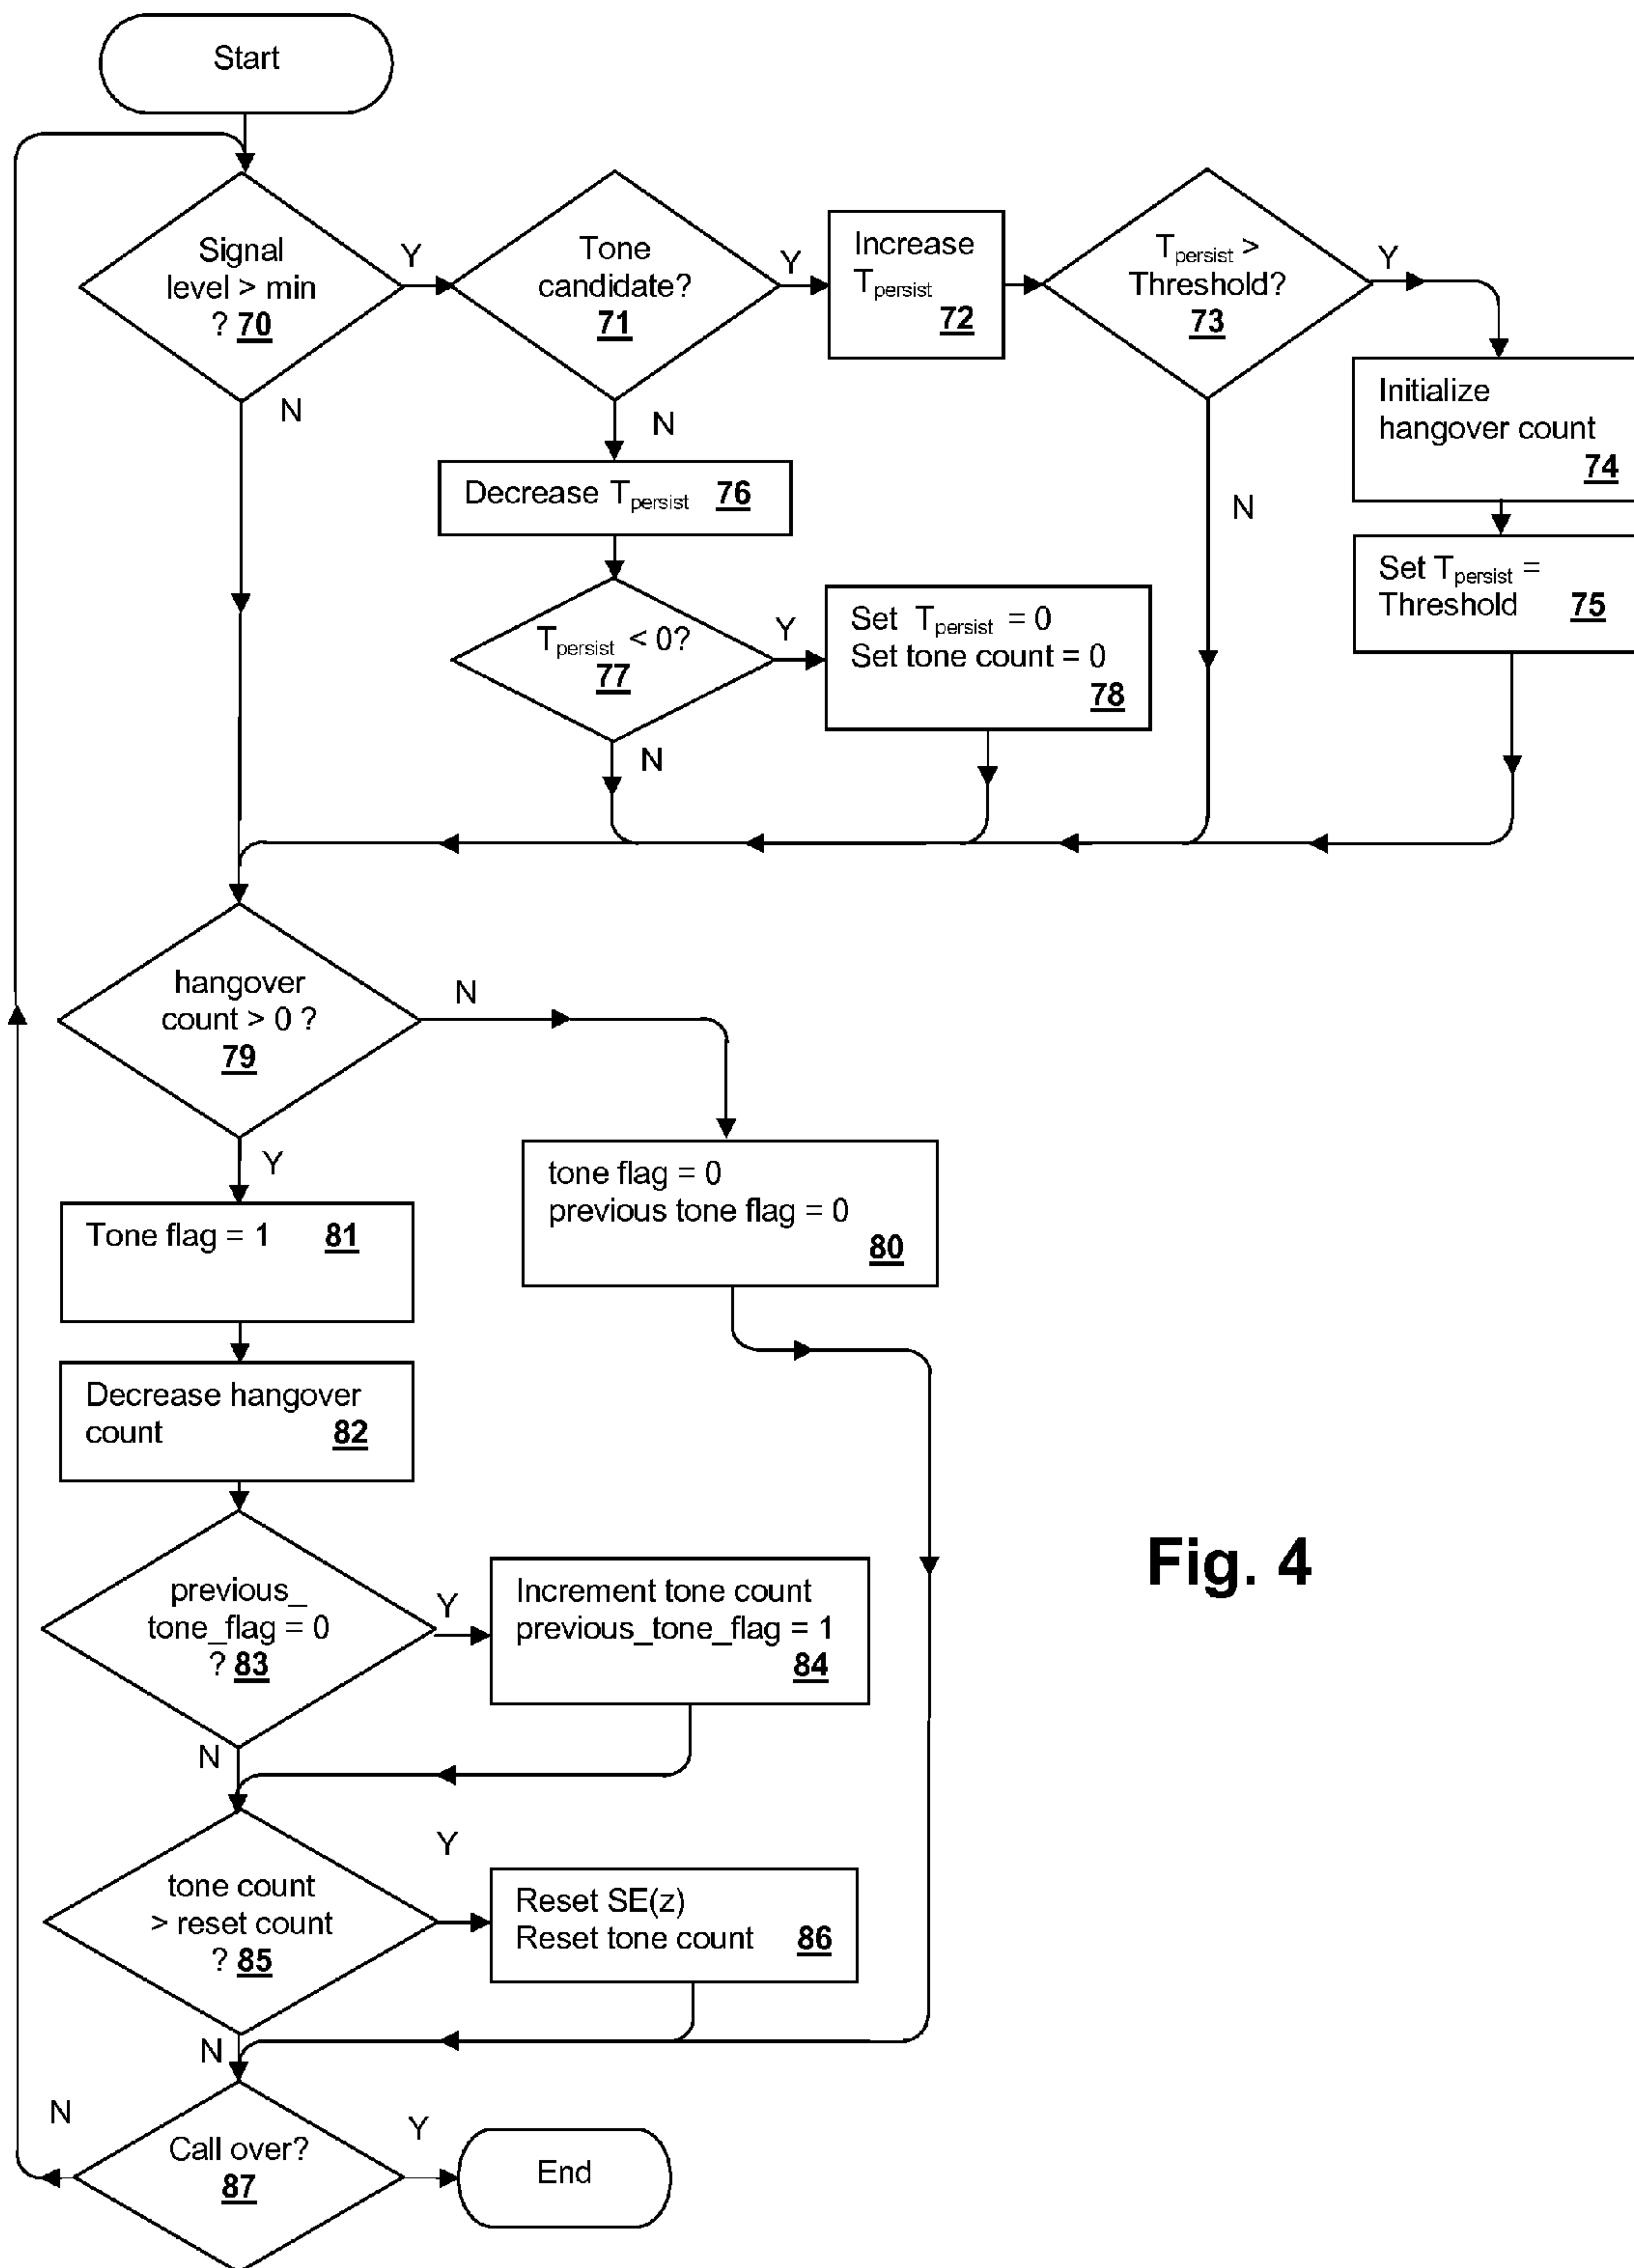 Start
Signal
level > min
? 70
Y
N
Tone
candidate?
71
Y
N
Increase
Tpersist
72
Tpersist >
Threshold?
73
Y
N
Initialize
hangover count
74
Set Tpersist =
Threshold 75
Decrease Tpersist 76
Tpersist < 0?
77
Y
N
Set Tpersist = 0
Set tone count = 0
78
hangover
count > 0 ?
79
N
Y
tone flag = 0
previous tone flag = 0
80
Tone flag = 1 81
Decrease hangover
count 82
previous_
tone_flag = 0
? 83
Y
N
Increment tone count
previous_tone_flag = 1
84
tone count
> reset count
? 85
Y
N
Reset SE(z)
Reset tone count 86
Call over?
87
N
Y
End
Fig. 4